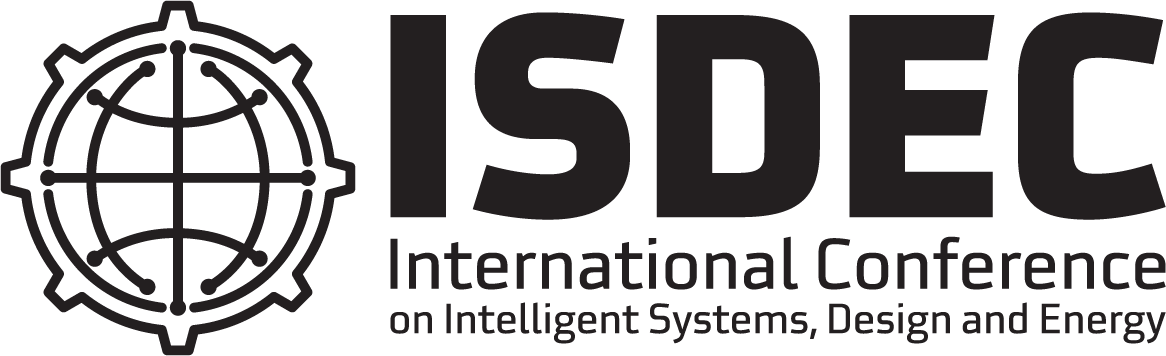 ISDEC
International Conference
on Intelligent Systems, Design and Energy